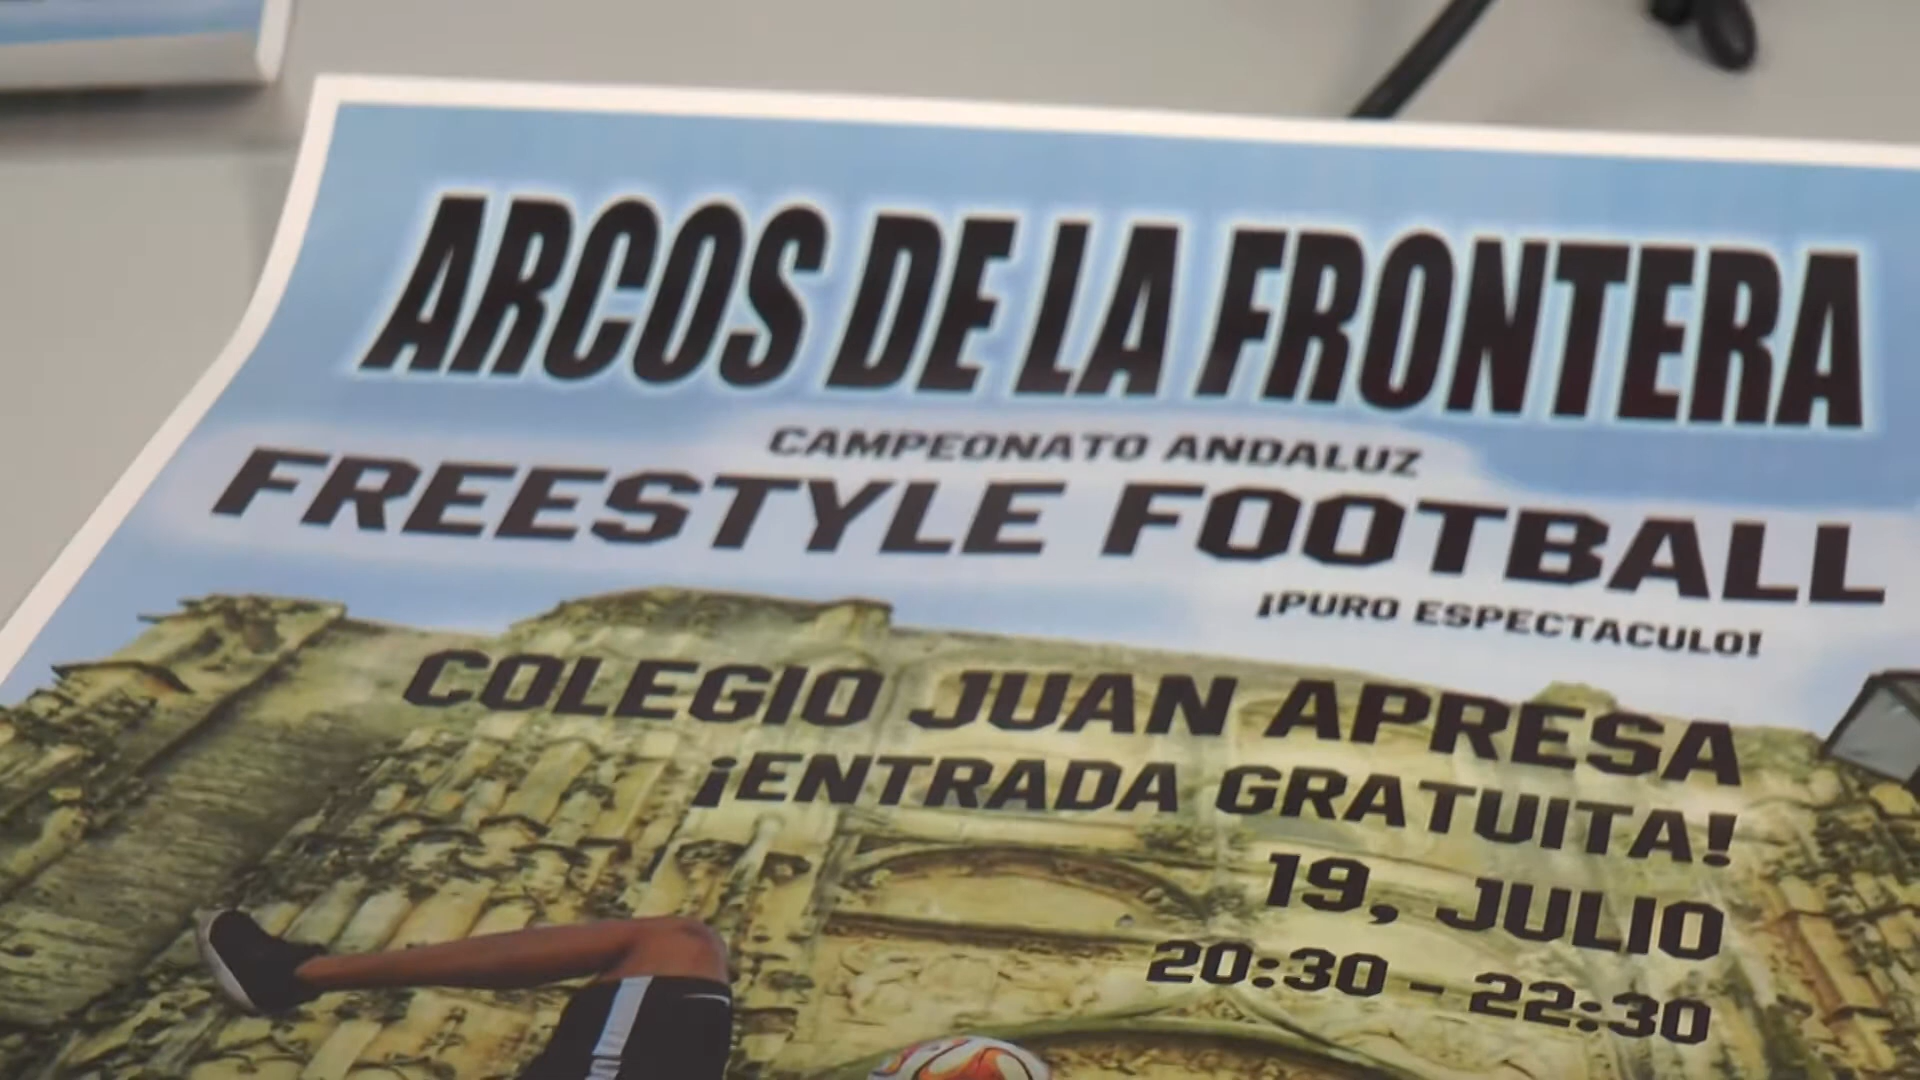 ARCOS DE LA FRONTERA
CAMPEONATO ANDALUZ
FREESTYLE FOOTBALL
¡PURO ESPECTACULO!
COLEGIO JUAN APRESA
¡ENTRADA GRATUITA!
19, JULIO
20:30 - 22:30